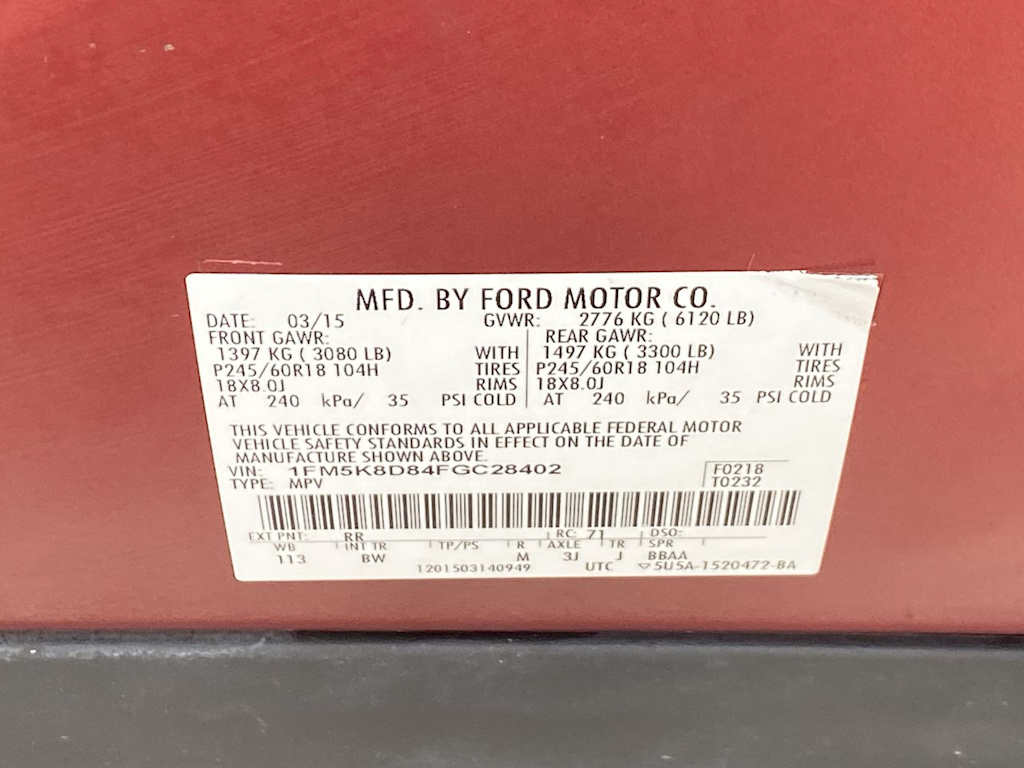 MFD. BY FORD MOTOR CO.
DATE: 03/15 GVWR: 2776 KG ( 6120 LB)
FRONT GAWR: REAR GAWR:
1397 KG ( 3080 LB) WITH 1497 KG ( 3300 LB) WITH
P245/60R18 104H TIRES P245/60R18 104H TIRES
18X8.0J RIMS 18X8.0J RIMS
AT 240 kPa/ 35 PSI COLD AT 240 kPa/ 35 PSI COLD
THIS VEHICLE CONFORMS TO ALL APPLICABLE FEDERAL MOTOR
VEHICLE SAFETY STANDARDS IN EFFECT ON THE DATE OF
MANUFACTURE SHOWN ABOVE.
VIN: 1FM5K8D84FGC28402 F0218
TYPE: MPV T0232
EXT PNT: RR RC: 71 DSO:
WB INT TR TP/PS R AXLE TR SPR
113 BW M 3J J BBAA
1201503140949 UTC ▽5U5A-1520472-BA